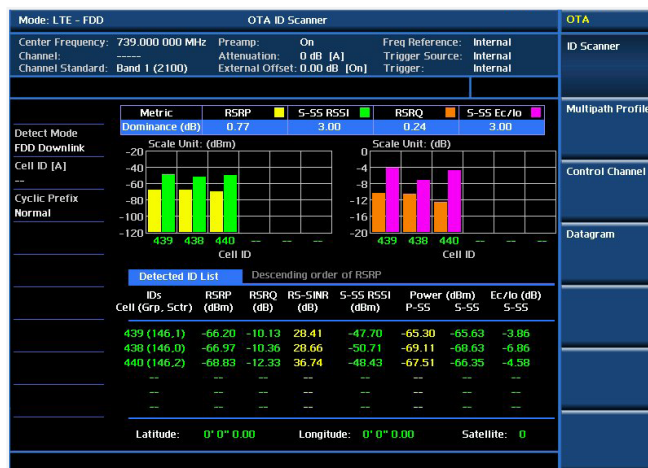 Mode: LTE - FDD
OTA ID Scanner
OTA
Center Frequency: 739.000 000 MHz Preamp: On Freq Reference: Internal
Channel: ----- Attenuation: 0 dB [A] Trigger Source: Internal
Channel Standard: Band 1 (2100) External Offset: 0.00 dB [On] Trigger: Internal
ID Scanner
Multipath Profile
Control Channel
Datagram
Detect Mode
FDD Downlink
Cell ID [A]
--
Cyclic Prefix
Normal
Metric RSRP S-SS RSSI RSRQ S-SS Ec/Io
Dominance (dB) 0.77 3.00 0.24 3.00
Scale Unit: (dBm)
-20
-40
-60
-80
-100
-120
439 438 440 -- -- --
Cell ID
Scale Unit: (dB)
0
-4
-8
-12
-16
-20
439 438 440 -- -- --
Cell ID
Detected ID List Descending order of RSRP
IDs RSRP RSRQ RS-SINR S-SS RSSI Power (dBm) Ec/Io (dB)
Cell (Grp, Sctr) (dBm) (dB) (dB) (dBm) P-SS S-SS S-SS
439 (146,1) -66.20 -10.13 28.41 -47.70 -65.30 -65.63 -3.86
438 (146,0) -66.97 -10.36 28.66 -50.71 -69.11 -68.63 -6.86
440 (146,2) -68.83 -12.33 36.74 -48.43 -67.51 -66.35 -4.58
-- -- -- -- -- -- -- --
-- -- -- -- -- -- -- --
-- -- -- -- -- -- -- --
Latitude: 0' 0" 0.00 Longitude: 0' 0" 0.00 Satellite: 0